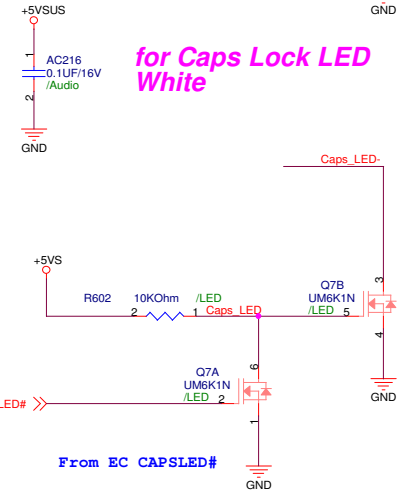 +5VSUS
GND
1
AC216
0.1UF/16V
/Audio
2
GND
for Caps Lock LED
White
Caps_LED-
+5VS
R602 10KOhm /LED
2 1 Caps_LED
Q7B
UM6K1N
/LED 5
3
4
GND
6
Q7A
UM6K1N
/LED 2
1
LED#
From EC CAPSLED#
GND